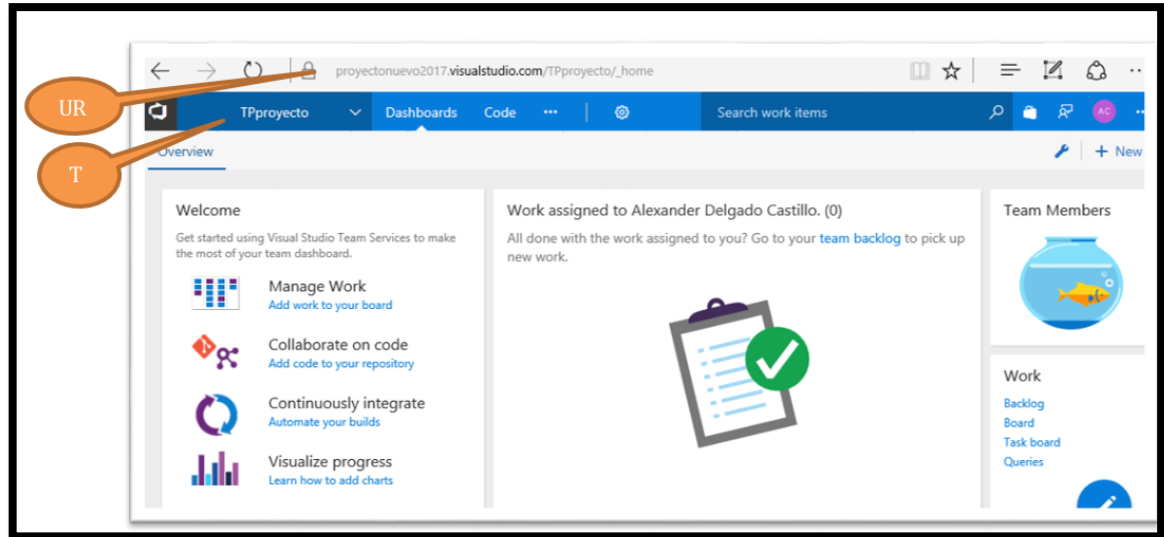 proyectonuevo2017.visualstudio.com/TPproyecto/_home
UR
TPproyecto Dashboards Code ··· Search work items AC
T
Overview + New
Welcome
Get started using Visual Studio Team Services to make
the most of your team dashboard.
Manage Work
Add work to your board
Collaborate on code
Add code to your repository
Continuously integrate
Automate your builds
Visualize progress
Learn how to add charts
Work assigned to Alexander Delgado Castillo. (0)
All done with the work assigned to you? Go to your team backlog to pick up
new work.
Team Members
Work
Backlog
Board
Task board
Queries